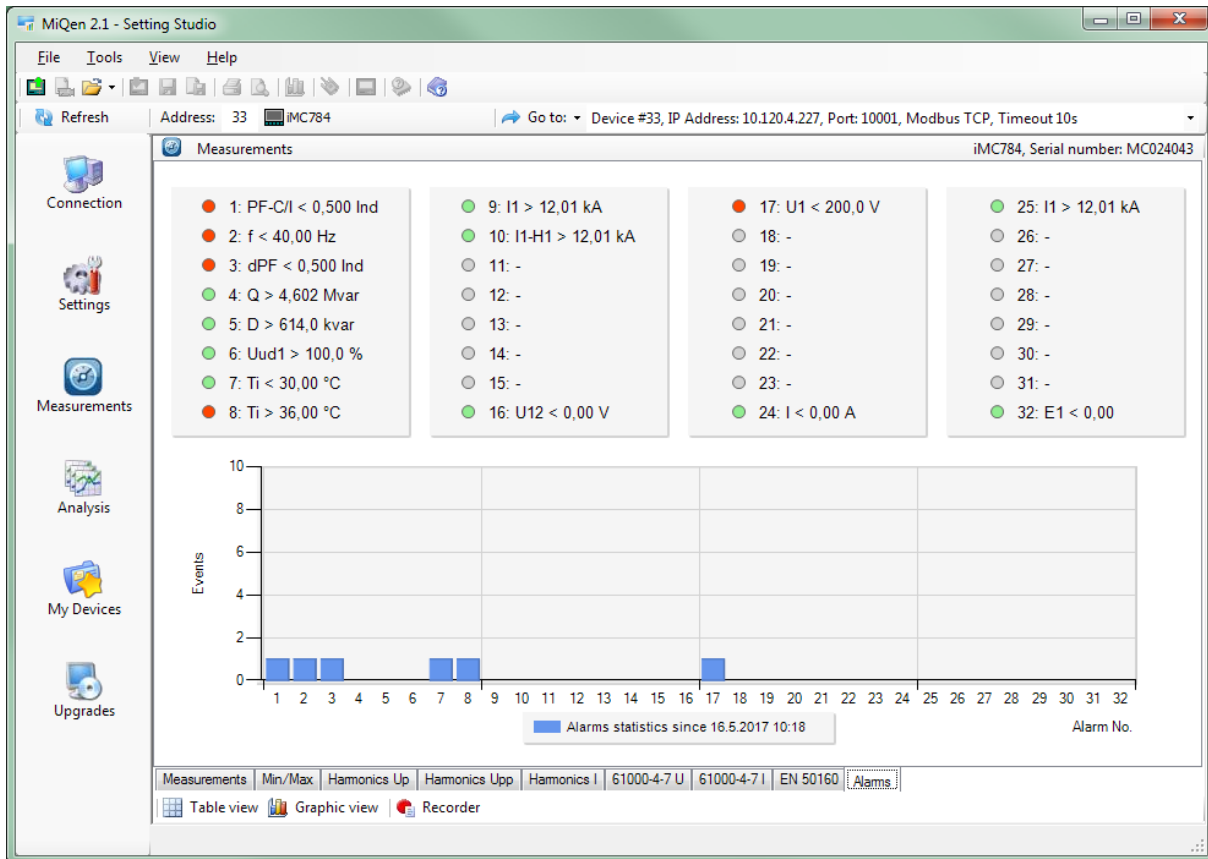 MiQen 2.1 - Setting Studio
File Tools View Help
Refresh Address: 33 iMC784 Go to: Device #33, IP Address: 10.120.4.227, Port: 10001, Modbus TCP, Timeout 10s
Measurements iMC784, Serial number: MC024043
Connection
Settings
Measurements
Analysis
My Devices
Upgrades
1: PF-C/I < 0,500 Ind
2: f < 40,00 Hz
3: dPF < 0,500 Ind
4: Q > 4,602 Mvar
5: D > 614,0 kvar
6: Uud1 > 100,0 %
7: Ti < 30,00 °C
8: Ti > 36,00 °C
9: I1 > 12,01 kA
10: I1-H1 > 12,01 kA
11: -
12: -
13: -
14: -
15: -
16: U12 < 0,00 V
17: U1 < 200,0 V
18: -
19: -
20: -
21: -
22: -
23: -
24: I < 0,00 A
25: I1 > 12,01 kA
26: -
27: -
28: -
29: -
30: -
31: -
32: E1 < 0,00
Events
10
8
6
4
2
0
1 2 3 4 5 6 7 8 9 10 11 12 13 14 15 16 17 18 19 20 21 22 23 24 25 26 27 28 29 30 31 32
Alarms statistics since 16.5.2017 10:18
Alarm No.
Measurements Min/Max Harmonics Up Harmonics Upp Harmonics I 61000-4-7 U 61000-4-7 I EN 50160 Alarms
Table view Graphic view Recorder